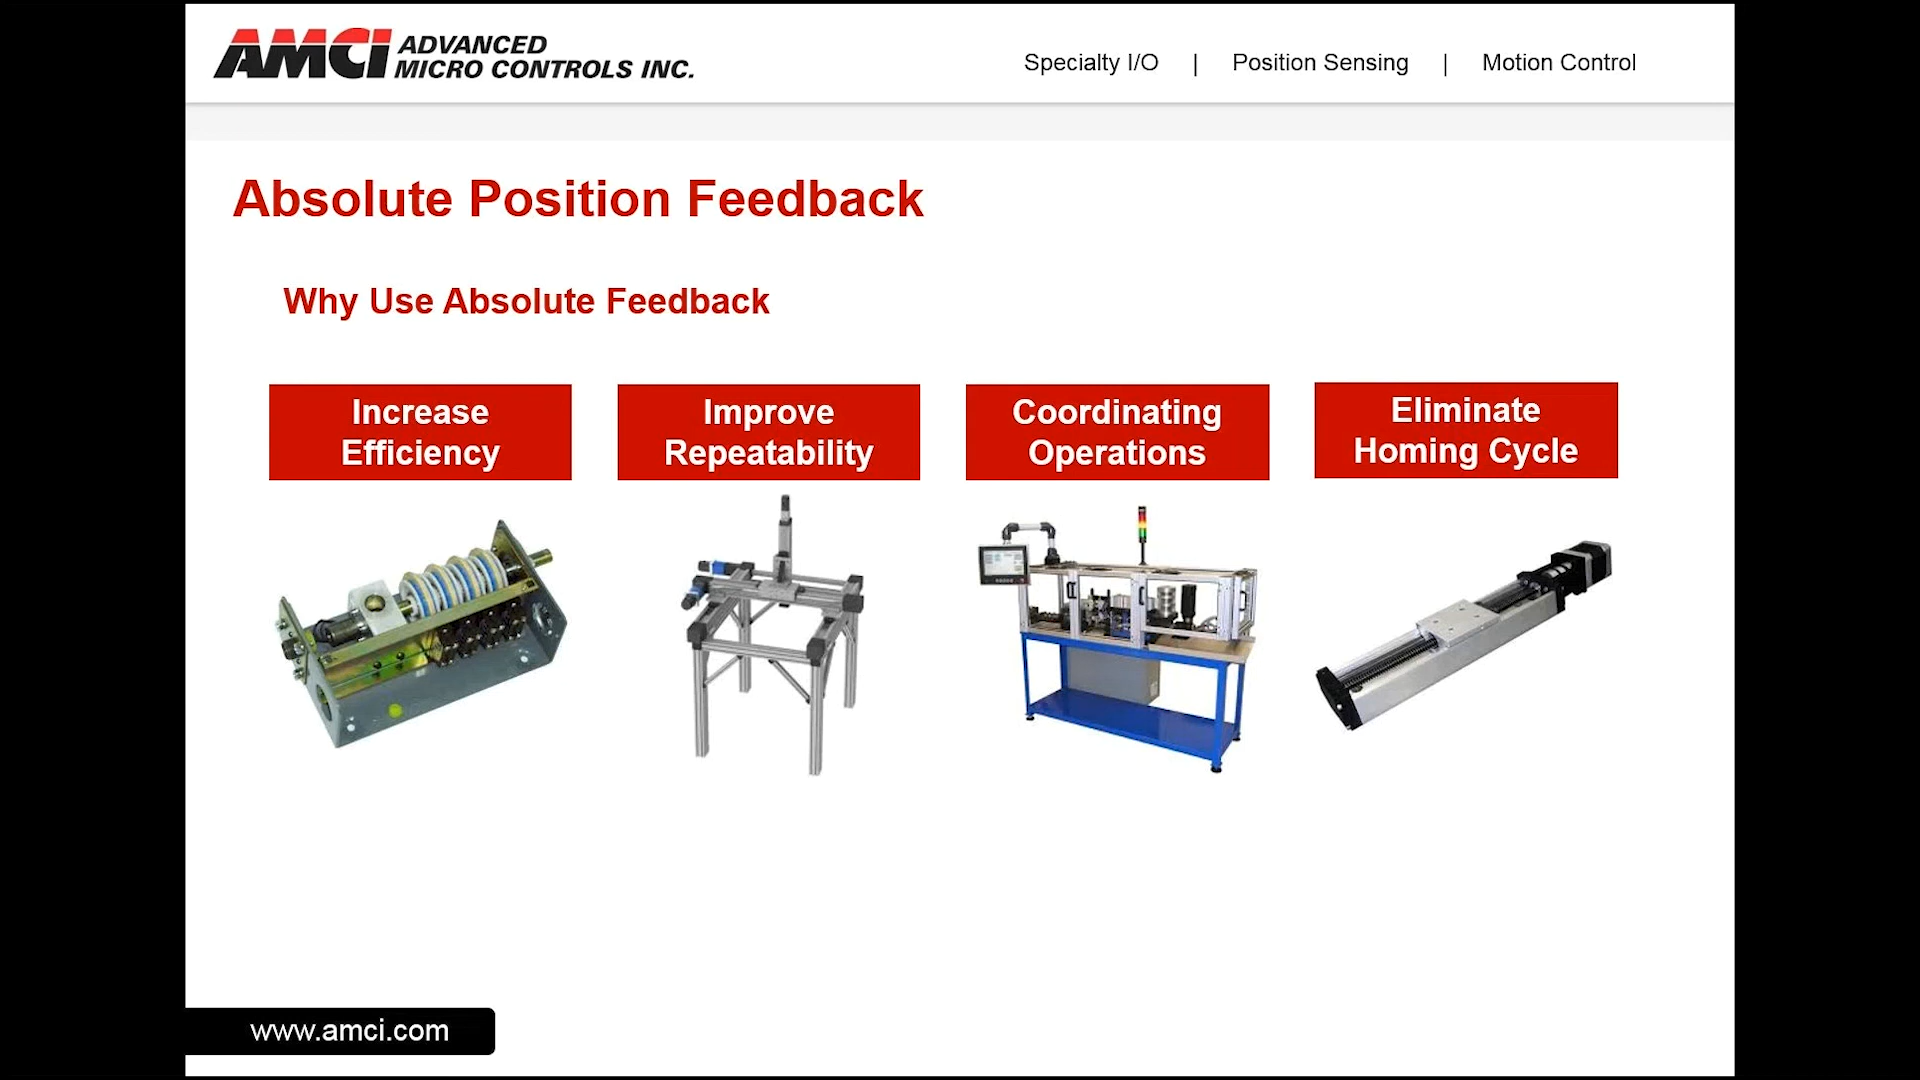 AMCI ADVANCED
MICRO CONTROLS INC.
Specialty I/O | Position Sensing | Motion Control
Absolute Position Feedback
Why Use Absolute Feedback
Increase
Efficiency
Improve
Repeatability
Coordinating
Operations
Eliminate
Homing Cycle
www.amci.com